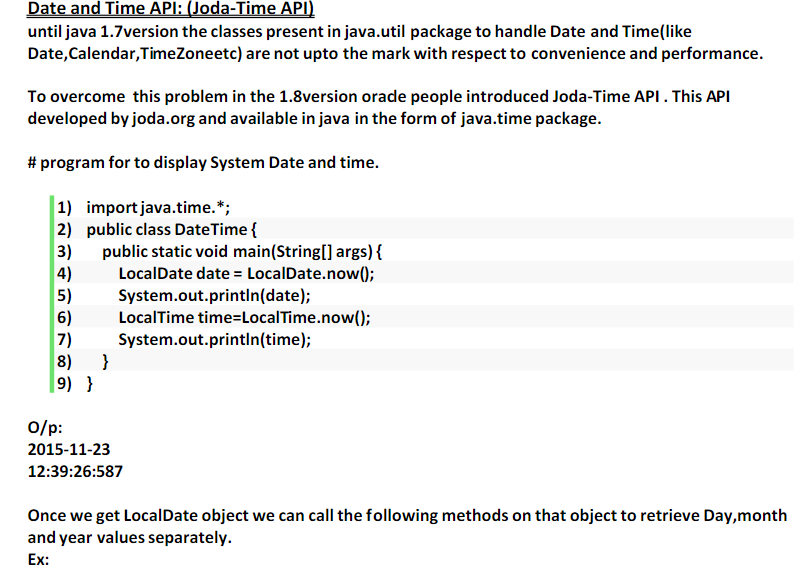 Date and Time API: (Joda-Time API)
until java 1.7version the classes present in java.util package to handle Date and Time(like
Date,Calendar,TimeZoneetc) are not upto the mark with respect to convenience and performance.
To overcome this problem in the 1.8version oracle people introduced Joda-Time API . This API
developed by joda.org and available in java in the form of java.time package.
# program for to display System Date and time.
1) import java.time.*;
2) public class DateTime {
3) public static void main(String[] args) {
4) LocalDate date = LocalDate.now();
5) System.out.println(date);
6) LocalTime time=LocalTime.now();
7) System.out.println(time);
8) }
9) }
O/p:
2015-11-23
12:39:26:587
Once we get LocalDate object we can call the following methods on that object to retrieve Day,month
and year values separately.
Ex: